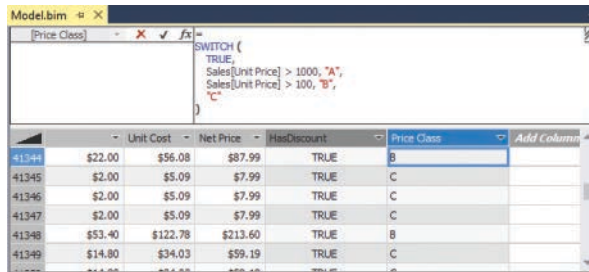 Model.bim
[Price Class] fx =
SWITCH (
TRUE,
Sales[Unit Price] > 1000, "A",
Sales[Unit Price] > 100, "B",
"C"
)
Unit Cost Net Price HasDiscount Price Class Add Column
41344 $22.00 $56.08 $87.99 TRUE B
41345 $2.00 $5.09 $7.99 TRUE C
41346 $2.00 $5.09 $7.99 TRUE C
41347 $2.00 $5.09 $7.99 TRUE C
41348 $53.40 $122.78 $213.60 TRUE B
41349 $14.80 $34.03 $59.19 TRUE C